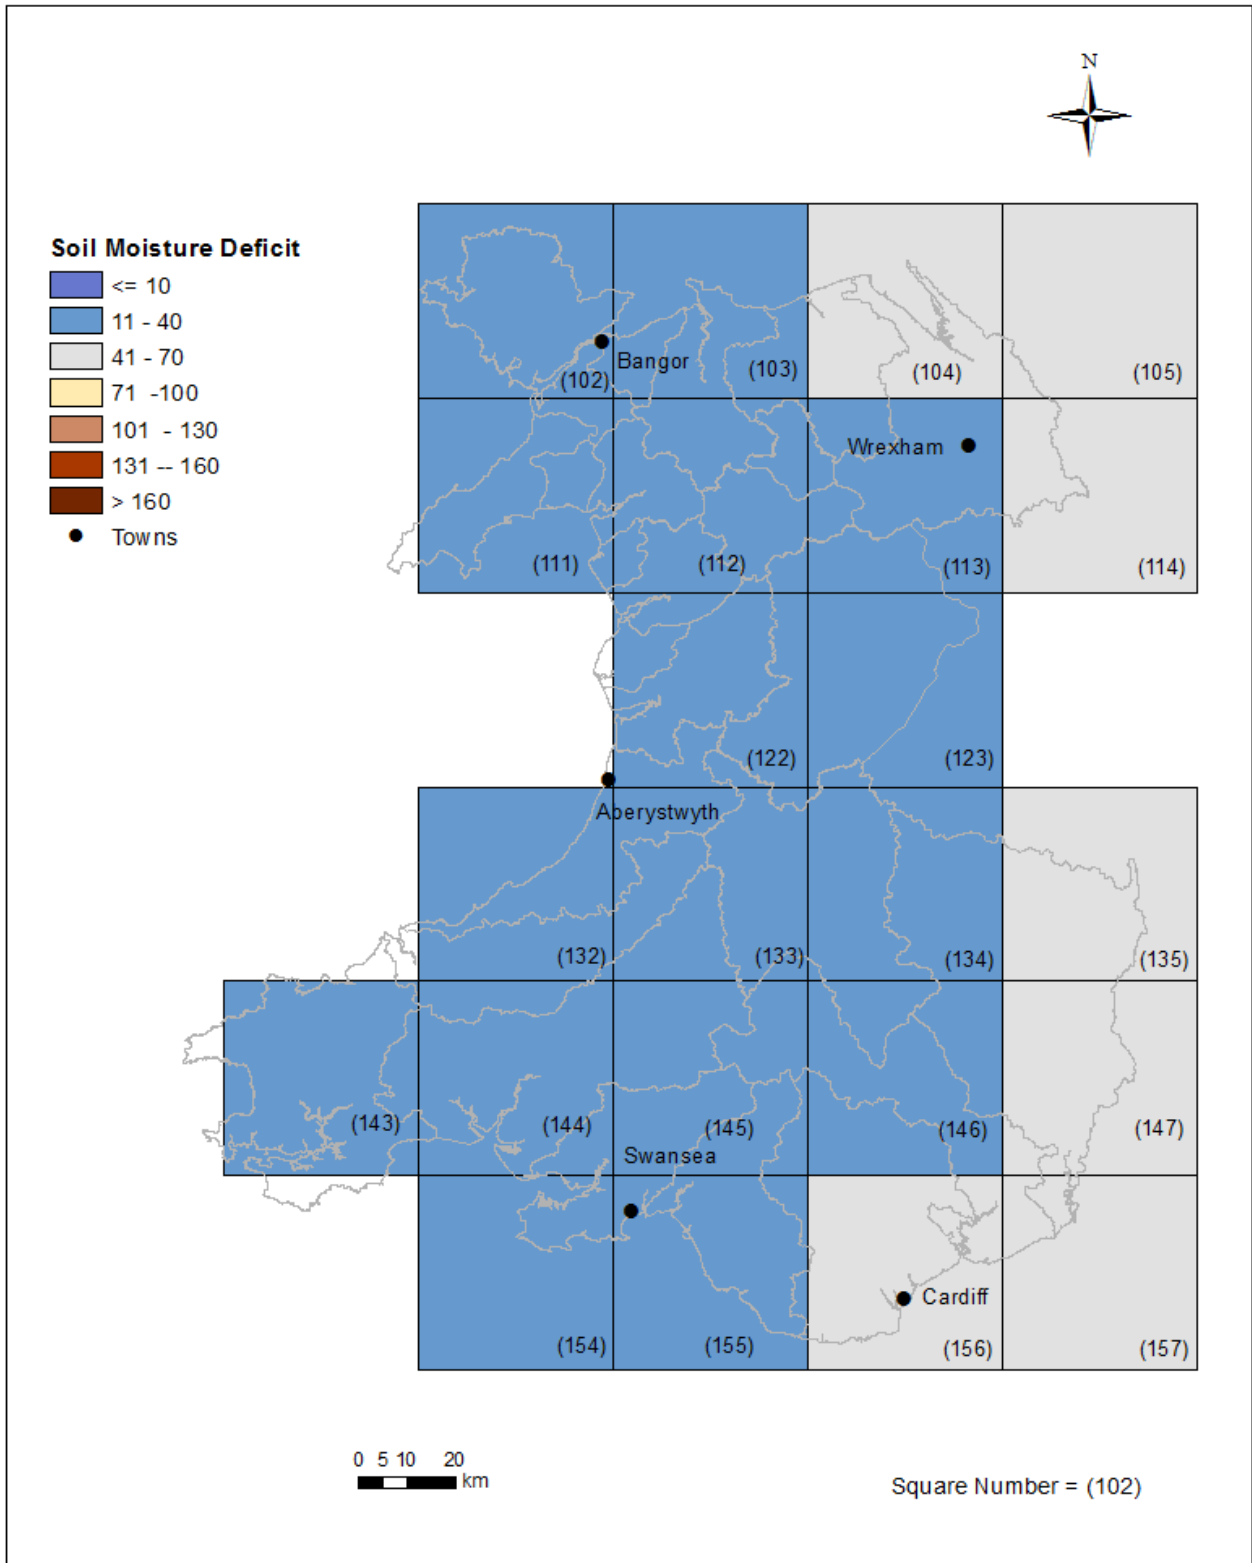 N
Soil Moisture Deficit
<= 10
11 - 40
41 - 70
71 -100
101 - 130
131 -- 160
> 160
Towns
Bangor
(102)
(103)
(104)
(105)
Wrexham
(111)
(112)
(113)
(114)
(122)
(123)
Aberystwyth
(132)
(133)
(134)
(135)
(143)
(144)
(145)
(146)
(147)
Swansea
Cardiff
(154)
(155)
(156)
(157)
0 5 10 20
km
Square Number = (102)